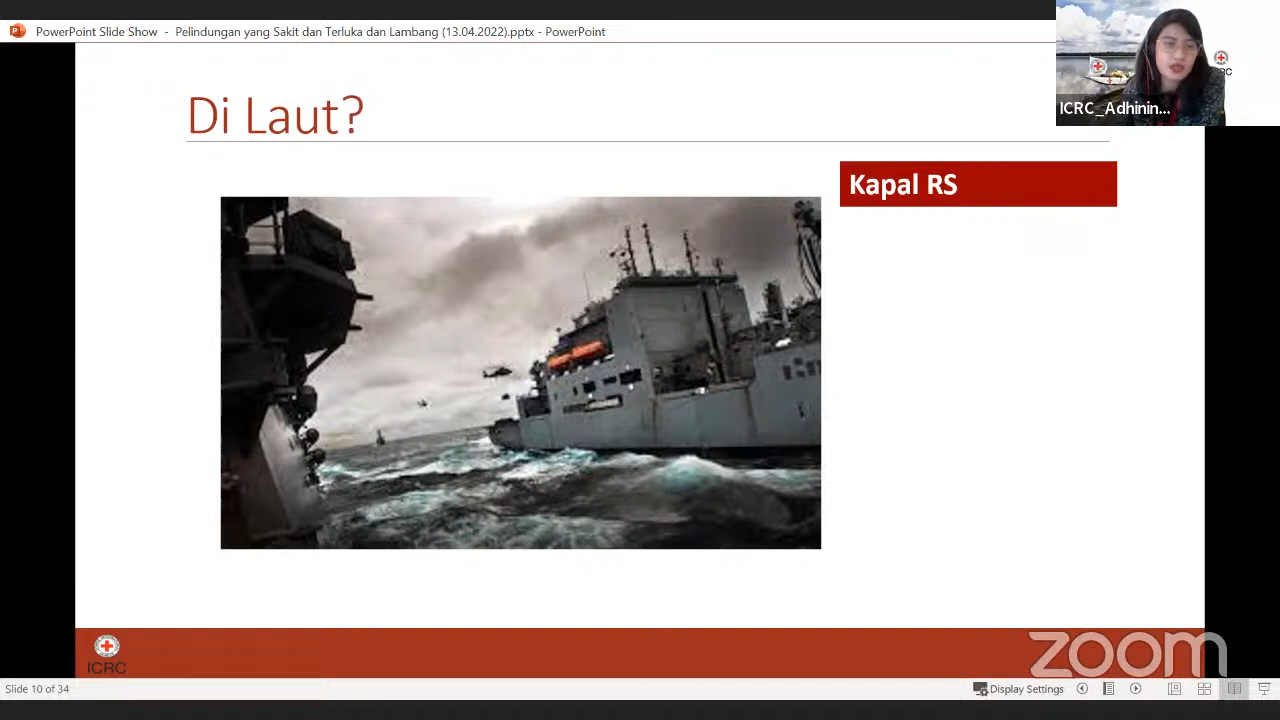 PowerPoint Slide Show - Pelindungan yang Sakit dan Terluka dan Lambang (13.04.2022).pptx - PowerPoint
ICRC_Adhinin...
Di Laut?
Kapal RS
ICRC
zoom
Slide 10 of 34
Display Settings